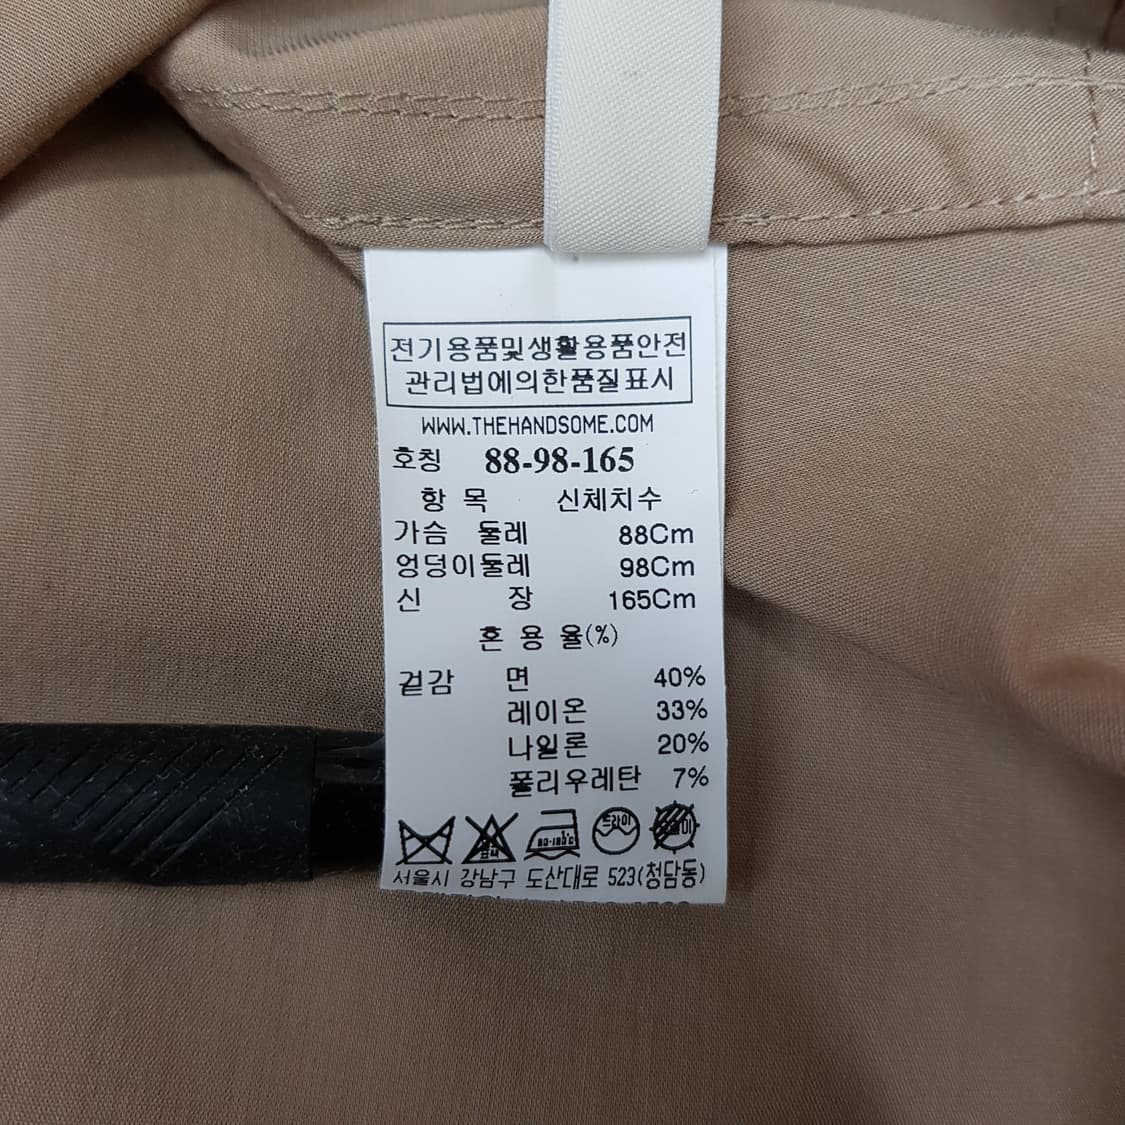 전기용품및생활용품안전
관리법에의한품질표시
WWW.THEHANDSOME.COM
호칭 88-98-165
항 목 신체치수
가슴 둘레 88Cm
엉덩이둘레 98Cm
신 장 165Cm
혼 용 율(%)
겉감 면 40%
레이온 33%
나일론 20%
폴리우레탄 7%
드라이
서울시 강남구 도산대로 523(청담동)